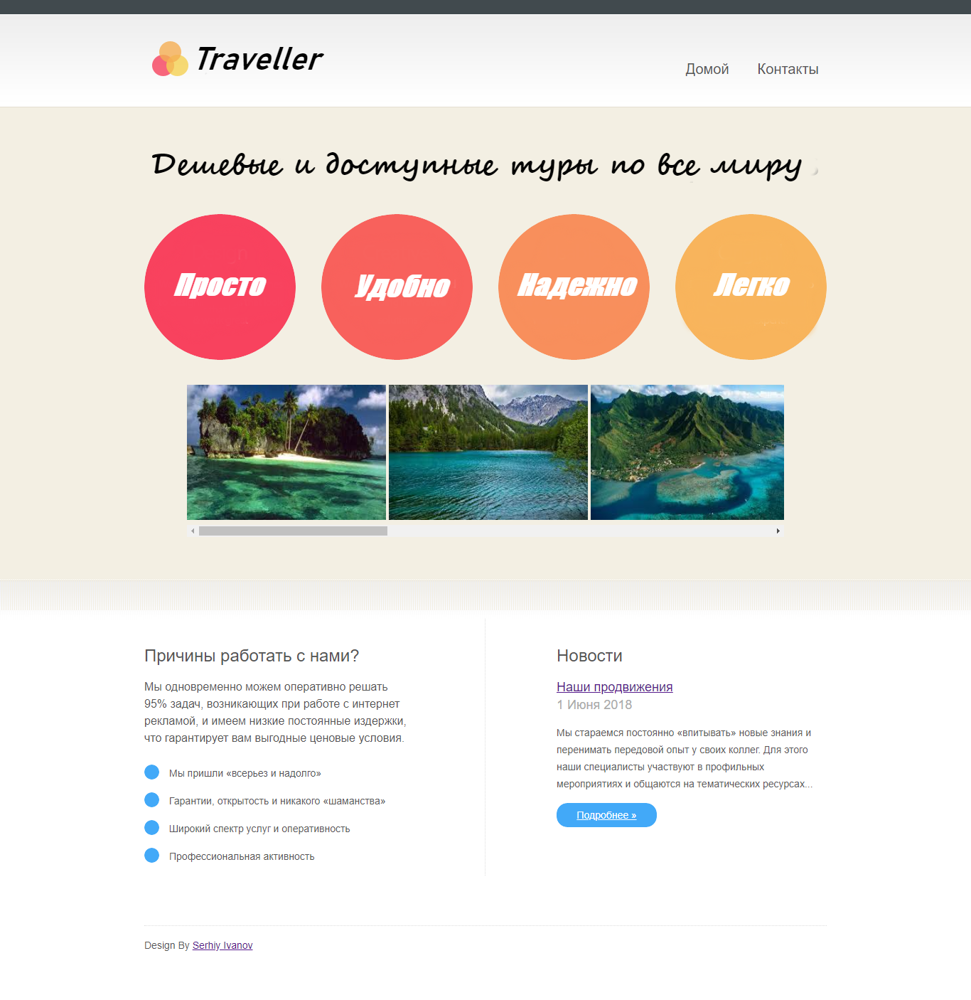 Traveller
Домой Контакты
Дешевые и доступные туры по все миру
Просто Удобно Надежно Легко
Причины работать с нами?
Мы одновременно можем оперативно решать
95% задач, возникающих при работе с интернет
рекламой, и имеем низкие постоянные издержки,
что гарантирует вам выгодные ценовые условия.
Мы пришли «всерьез и надолго»
Гарантии, открытость и никакого «шаманства»
Широкий спектр услуг и оперативность
Профессиональная активность
Новости
Наши продвижения
1 Июня 2018
Мы стараемся постоянно «впитывать» новые знания и
перенимать передовой опыт у своих коллег. Для этого
наши специалисты участвуют в профильных
мероприятиях и общаются на тематических ресурсах...
Подробнее »
Design By Serhiy Ivanov